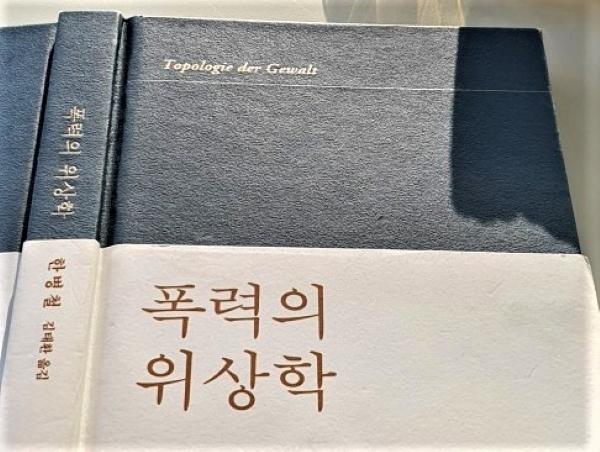 Topologie der Gewalt
폭력의
위상학
폭력의 위상학
한병철 김태환 옮김